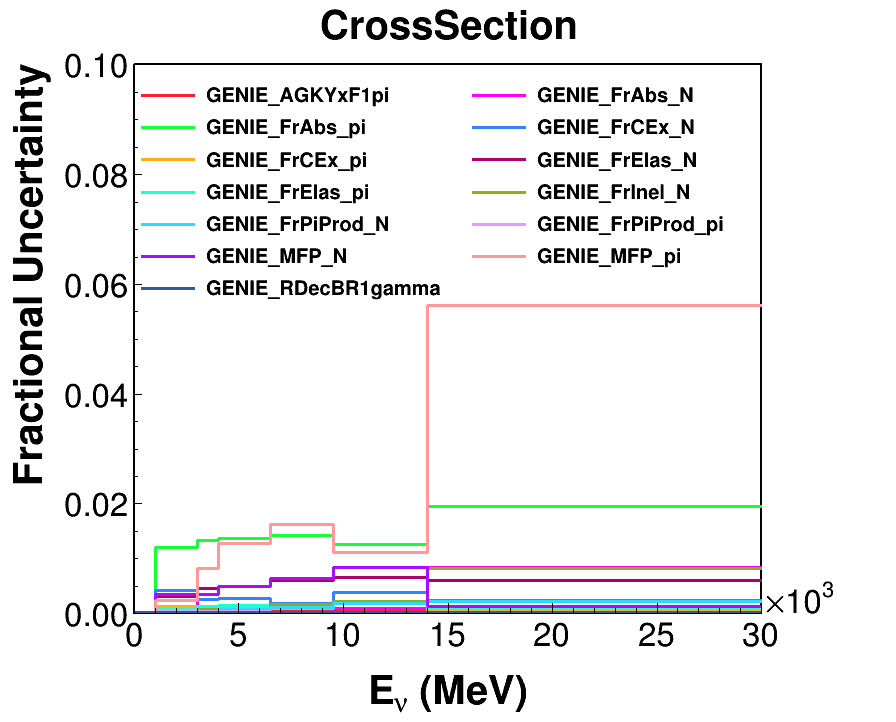 CrossSection
Fractional Uncertainty
0.10
0.08
0.06
0.04
0.02
0.00
GENIE_AGKYxF1pi
GENIE_FrAbs_pi
GENIE_FrCEx_pi
GENIE_FrElas_pi
GENIE_FrPiProd_N
GENIE_MFP_N
GENIE_RDecBR1gamma
GENIE_FrAbs_N
GENIE_FrCEx_N
GENIE_FrElas_N
GENIE_FrInel_N
GENIE_FrPiProd_pi
GENIE_MFP_pi
0 5 10 15 20 25 30
×10³
Eν (MeV)